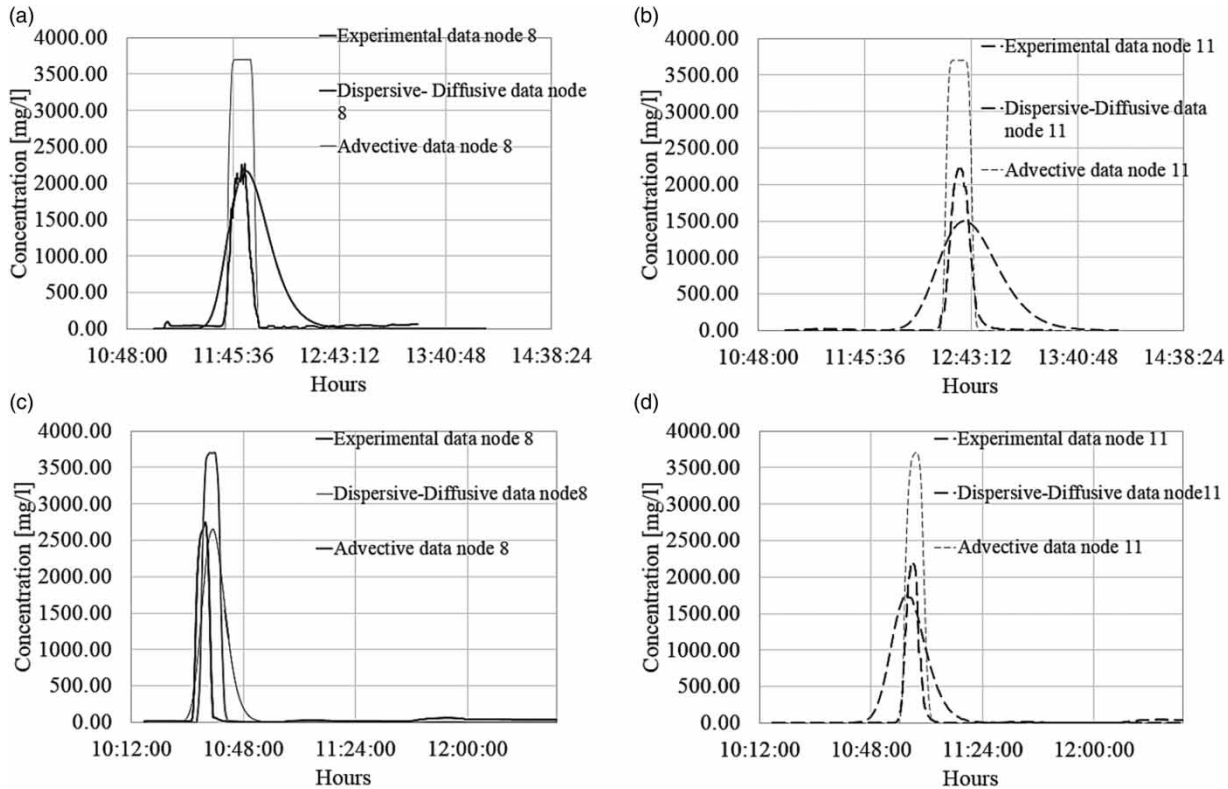 (a)
4000.00
3500.00
3000.00
2500.00
2000.00
1500.00
1000.00
500.00
0.00
Concentration [mg/l]
Experimental data node 8
Dispersive- Diffusive data node
8
Advective data node 8
10:48:00 11:45:36 12:43:12 13:40:48 14:38:24
Hours
(b)
4000.00
3500.00
3000.00
2500.00
2000.00
1500.00
1000.00
500.00
0.00
Concentration [mg/l]
Experimental data node 11
Dispersive-Diffusive data
node 11
Advective data node 11
10:48:00 11:45:36 12:43:12 13:40:48 14:38:24
Hours
(c)
4000.00
3500.00
3000.00
2500.00
2000.00
1500.00
1000.00
500.00
0.00
Concentration [mg/l]
Experimental data node 8
Dispersive-Diffusive data node8
Advective data node 8
10:12:00 10:48:00 11:24:00 12:00:00
Hours
(d)
4000.00
3500.00
3000.00
2500.00
2000.00
1500.00
1000.00
500.00
0.00
Concentration [mg/l]
Experimental data node 11
Dispersive-Diffusive data node11
Advective data node 11
10:12:00 10:48:00 11:24:00 12:00:00
Hours